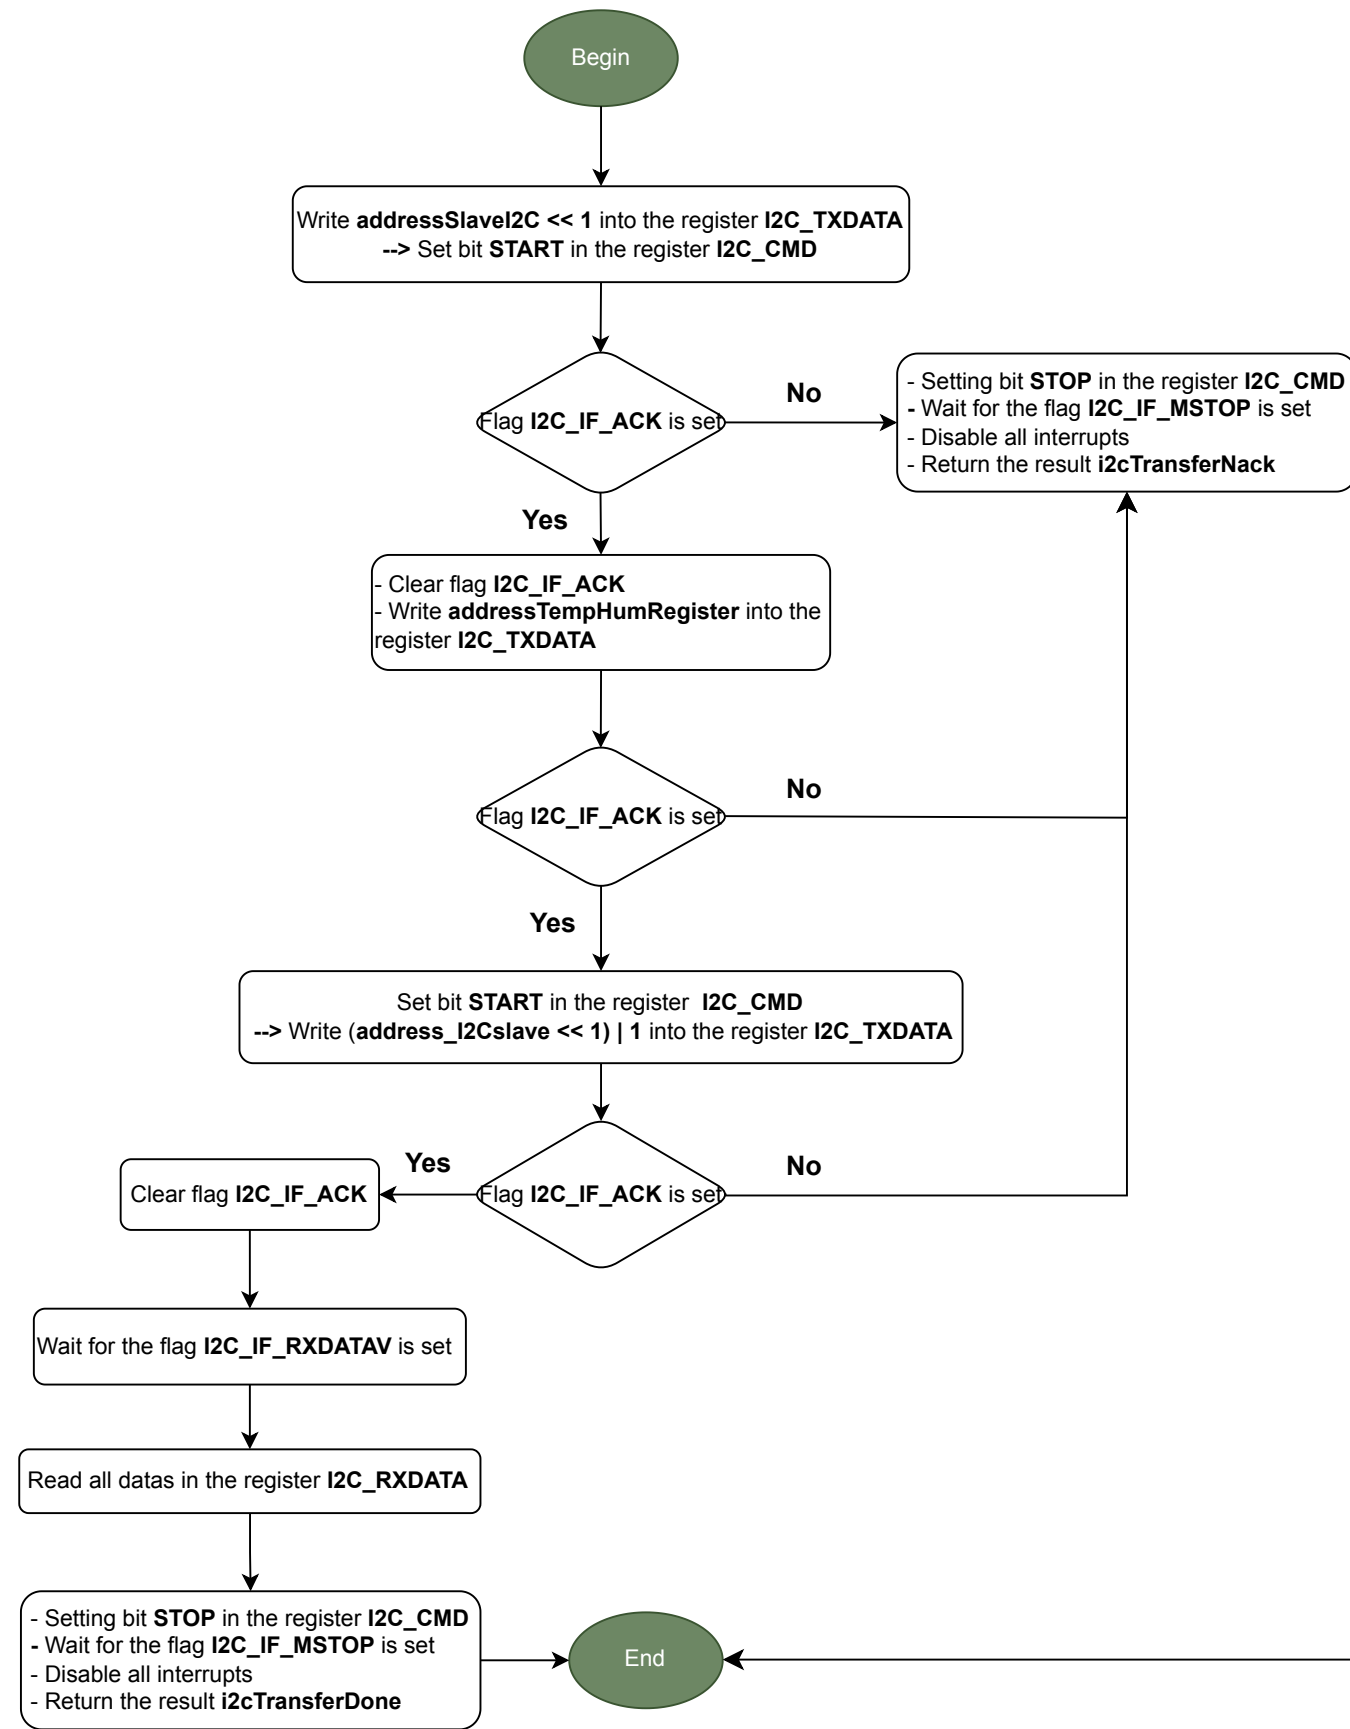 Begin
Write addressSlaveI2C << 1 into the register I2C_TXDATA
--> Set bit START in the register I2C_CMD
Flag I2C_IF_ACK is set
No
- Setting bit STOP in the register I2C_CMD
- Wait for the flag I2C_IF_MSTOP is set
- Disable all interrupts
- Return the result i2cTransferNack
Yes
- Clear flag I2C_IF_ACK
- Write addressTempHumRegister into the
register I2C_TXDATA
Flag I2C_IF_ACK is set
No
Yes
Set bit START in the register I2C_CMD
--> Write (address_I2Cslave << 1) | 1 into the register I2C_TXDATA
Flag I2C_IF_ACK is set
No
Yes
Clear flag I2C_IF_ACK
Wait for the flag I2C_IF_RXDATAV is set
Read all datas in the register I2C_RXDATA
- Setting bit STOP in the register I2C_CMD
- Wait for the flag I2C_IF_MSTOP is set
- Disable all interrupts
- Return the result i2cTransferDone
End